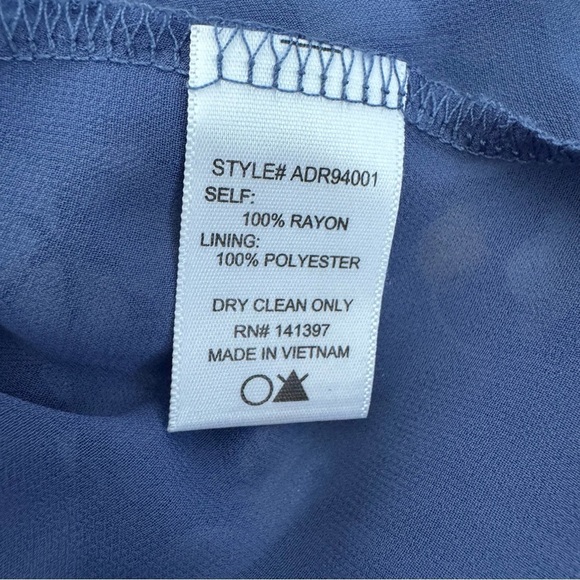 STYLE# ADR94001
SELF:
100% RAYON
LINING:
100% POLYESTER
DRY CLEAN ONLY
RN# 141397
MADE IN VIETNAM